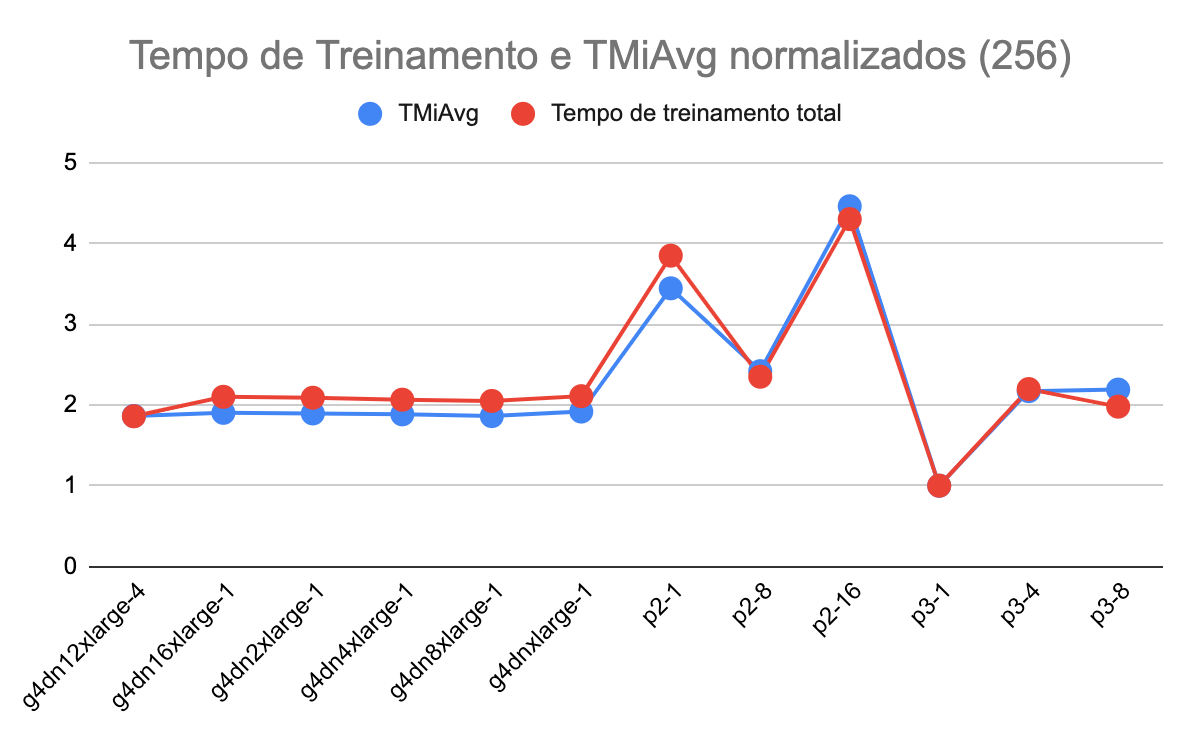 Tempo de Treinamento e TMiAvg normalizados (256)
TMiAvg Tempo de treinamento total
5
4
3
2
1
0
g4dn12xlarge-4
g4dn16xlarge-1
g4dn2xlarge-1
g4dn4xlarge-1
g4dn8xlarge-1
g4dnxlarge-1
p2-1
p2-8
p2-16
p3-1
p3-4
p3-8